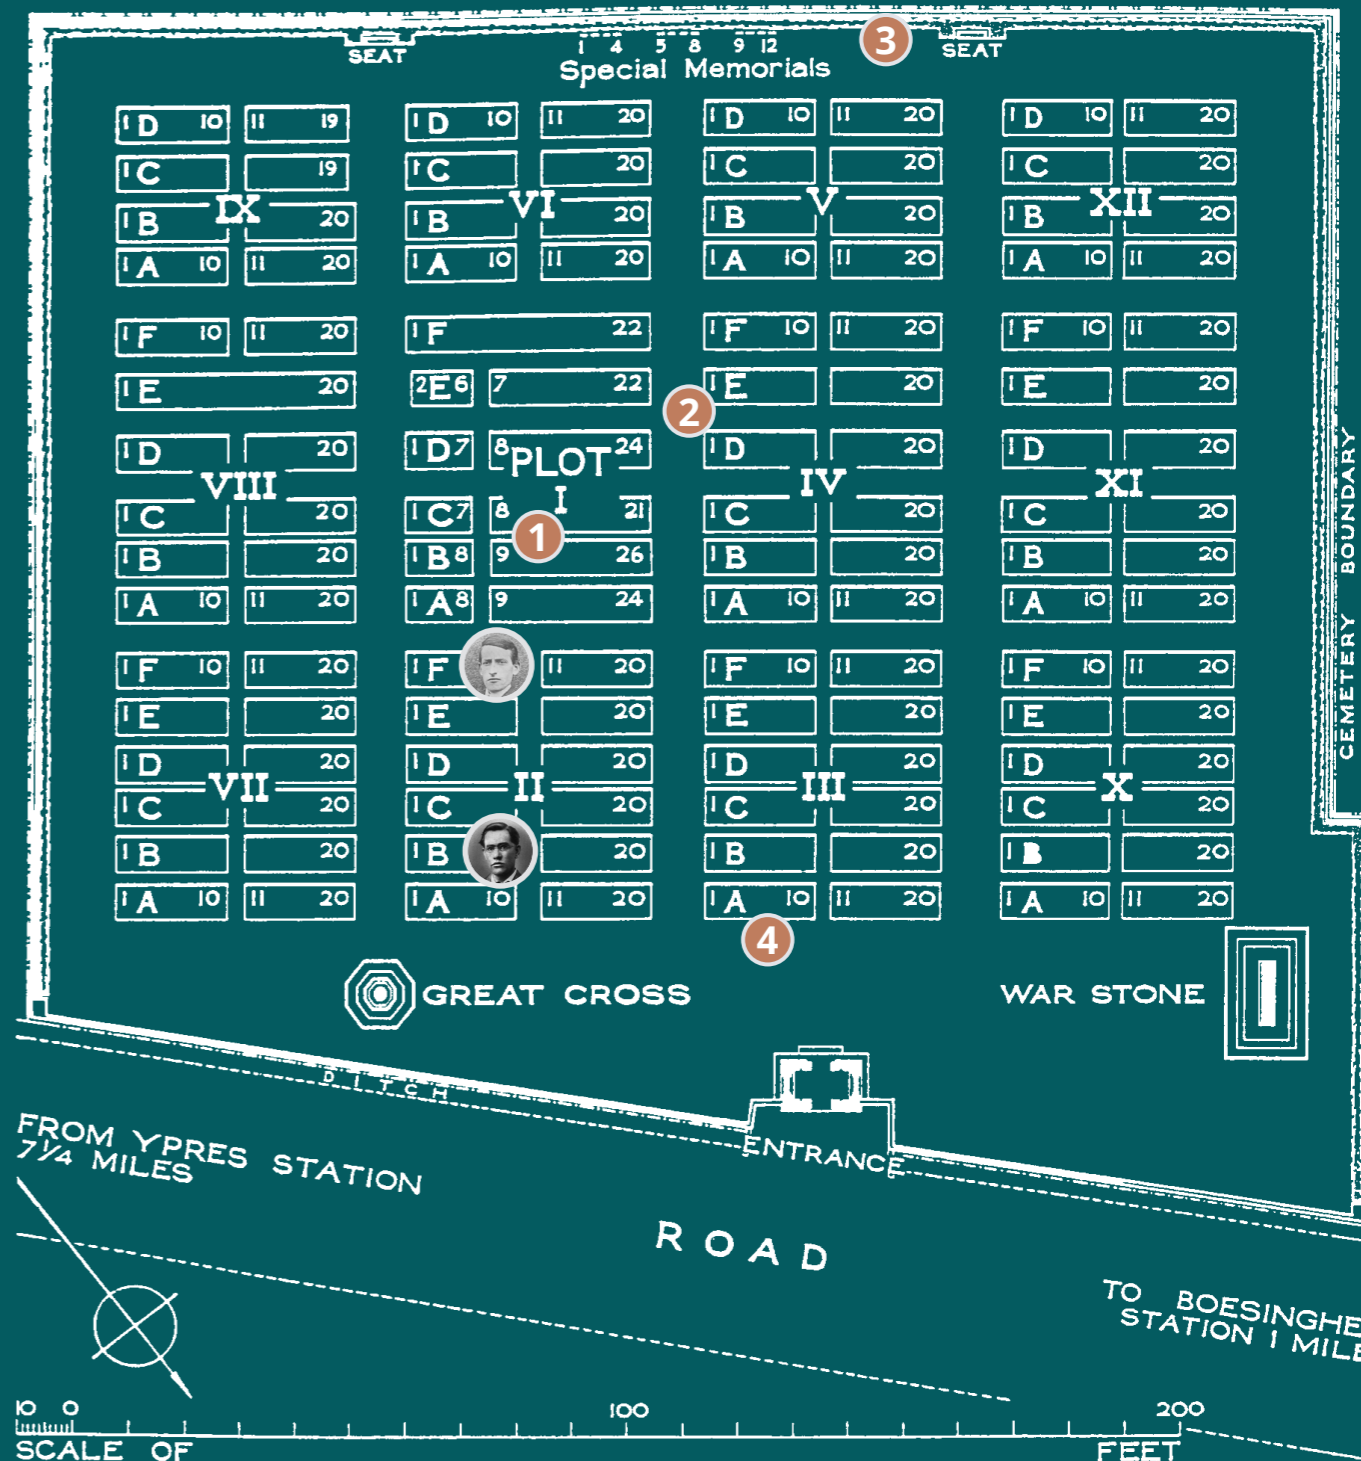 3
SEAT
1 4 5 8 9 12
SEAT
Special Memorials
1 D 10 11 19
1 D 10 11 20
1 D 10 11 20
1 D 10 11 20
1 C 19
1 C 20
1 C 20
1 C 20
IX
VI
V
XII
1 B 20
1 B 20
1 B 20
1 B 20
1 A 10 11 20
1 A 10 11 20
1 A 10 11 20
1 A 10 11 20
1 F 10 11 20
1 F 22
1 F 10 11 20
1 F 10 11 20
1 E 20
2 E 6 7 22
1 E 20
1 E 20
2
1 D 20
1 D 7 8 24
1 D 20
1 D 20
VIII
PLOT
I
IV
XI
1 C 20
1 C 7 8 21
1 C 20
1 C 20
1
1 B 20
1 B 8 9 26
1 B 20
1 B 20
1 A 10 11 20
1 A 8 9 24
1 A 10 11 20
1 A 10 11 20
1 F 10 11 20
1 F 11 20
1 F 10 11 20
1 F 10 11 20
1 E 20
1 E 20
1 E 20
1 E 20
1 D 20
1 D 20
1 D 20
1 D 20
VII
II
III
X
1 C 20
1 C 20
1 C 20
1 C 20
1 B 20
1 B 20
1 B 20
1 B 20
1 A 10 11 20
1 A 10 11 20
1 A 10 11 20
1 A 10 11 20
4
CEMETERY BOUNDARY
GREAT CROSS
WAR STONE
DITCH
ENTRANCE
FROM YPRES STATION
7¼ MILES
ROAD
TO BOESINGHE
STATION 1 MILE
10 0 100 200
SCALE OF FEET